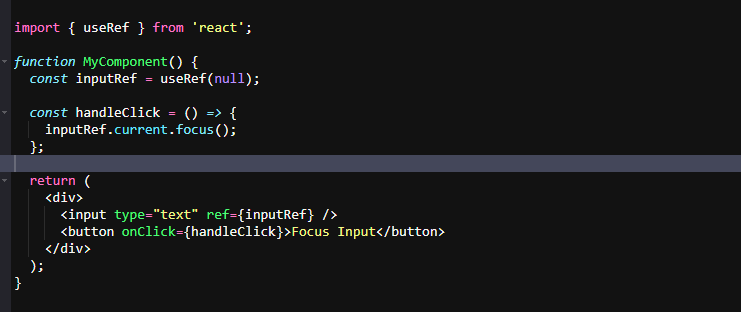 import { useRef } from 'react';
function MyComponent() {
  const inputRef = useRef(null);
  const handleClick = () => {
    inputRef.current.focus();
  };
  return (
    <div>
      <input type="text" ref={inputRef} />
      <button onClick={handleClick}>Focus Input</button>
    </div>
  );
}